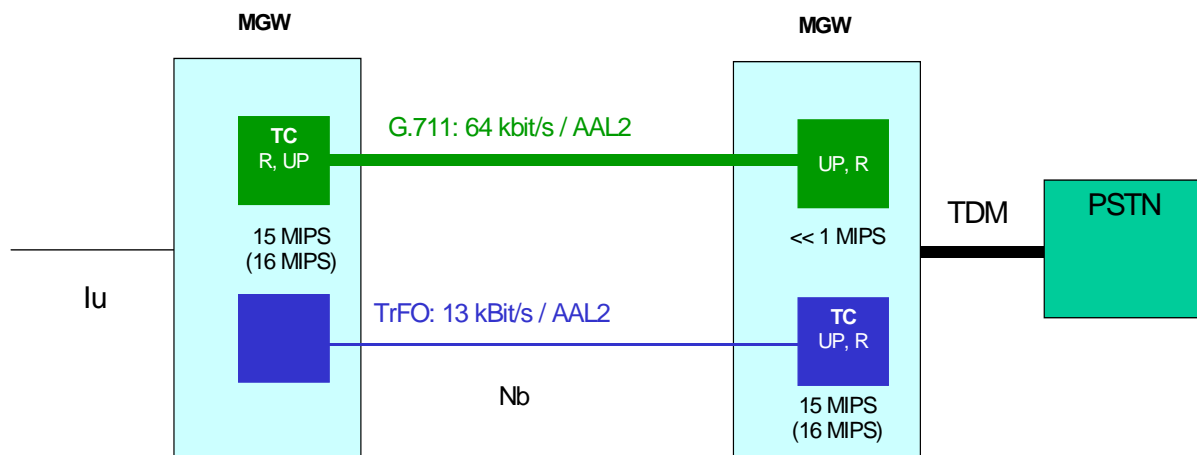 MGW
MGW
TC
R, UP
G.711: 64 kbit/s / AAL2
UP, R
15 MIPS
(16 MIPS)
<< 1 MIPS
TDM
PSTN
Iu
TrFO: 13 kBit/s / AAL2
TC
UP, R
Nb
15 MIPS
(16 MIPS)